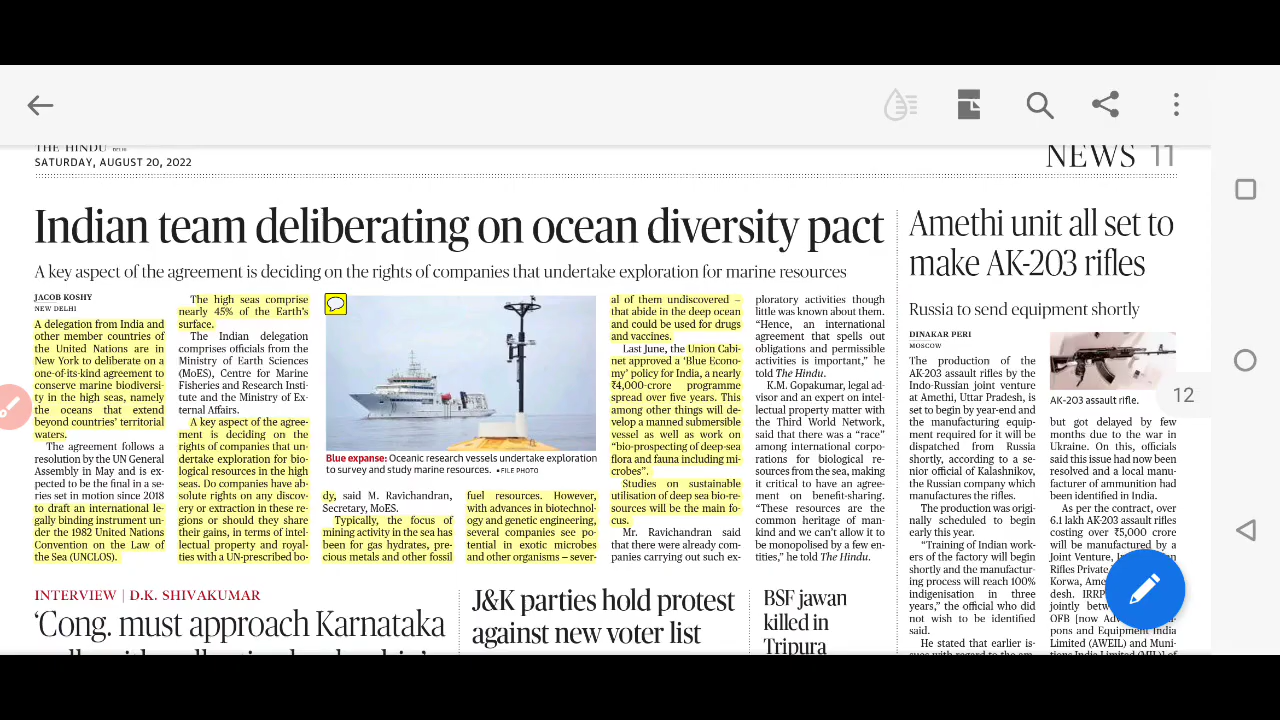 THE HINDU
SATURDAY, AUGUST 20, 2022
NEWS 11
Indian team deliberating on ocean diversity pact
A key aspect of the agreement is deciding on the rights of companies that undertake exploration for marine resources
JACOB KOSHY
NEW DELHI
A delegation from India and
other member countries of
the United Nations are in
New York to deliberate on a
one-of-its-kind agreement to
conserve marine biodiversi-
ty in the high seas, namely
the oceans that extend
beyond countries' territorial
waters.
The agreement follows a
resolution by the UN General
Assembly in May and is ex-
pected to be the final in a se-
ries set in motion since 2018
to draft an international le-
gally binding instrument un-
der the 1982 United Nations
Convention on the Law of
the Sea (UNCLOS).
The high seas comprise
nearly 45% of the Earth's
surface.
The Indian delegation
comprises officials from the
Ministry of Earth Sciences
(MoES), Centre for Marine
Fisheries and Research Insti-
tute and the Ministry of Ex-
ternal Affairs.
A key aspect of the agree-
ment is deciding on the
rights of companies that un-
dertake exploration for bio-
logical resources in the high
seas. Do companies have ab-
solute rights on any discov-
ery or extraction in these re-
gions or should they share
their gains, in terms of intel-
lectual property and royal-
ties with a UN-prescribed bo-
Blue expanse: Oceanic research vessels undertake exploration
to survey and study marine resources. •FILE PHOTO
dy, said M. Ravichandran,
Secretary, MoES.
Typically, the focus of
mining activity in the sea has
been for gas hydrates, pre-
cious metals and other fossil
fuel resources. However,
with advances in biotechnol-
ogy and genetic engineering,
several companies see po-
tential in exotic microbes
and other organisms – sever-
al of them undiscovered –
that abide in the deep ocean
and could be used for drugs
and vaccines.
Last June, the Union Cabi-
net approved a 'Blue Econo-
my' policy for India, a nearly
₹4,000-crore programme
spread over five years. This
among other things will de-
velop a manned submersible
vessel as well as work on
"bio-prospecting of deep-sea
flora and fauna including mi-
crobes".
Studies on sustainable
utilisation of deep sea bio-re-
sources will be the main fo-
cus.
Mr. Ravichandran said
that there were already com-
panies carrying out such ex-
ploratory activities though
little was known about them.
"Hence, an international
agreement that spells out
obligations and permissible
activities is important," he
told The Hindu.
K.M. Gopakumar, legal ad-
visor and an expert on intel-
lectual property matter with
the Third World Network,
said that there was a "race"
among international corpo-
rations for biological re-
sources from the sea, making
it critical to have an agree-
ment on benefit-sharing.
"These resources are the
common heritage of man-
kind and we can't allow it to
be monopolised by a few en-
tities," he told The Hindu.
Amethi unit all set to
make AK-203 rifles
Russia to send equipment shortly
DINAKAR PERI
MOSCOW
The production of the
AK-203 assault rifles by the
Indo-Russian joint venture
at Amethi, Uttar Pradesh, is
set to begin by year-end and
the manufacturing equip-
ment required for it will be
dispatched from Russia
shortly, according to a se-
nior official of Kalashnikov,
the Russian company which
manufactures the rifles.
The production was orig-
inally scheduled to begin
early this year.
"Training of Indian work-
ers of the factory will begin
shortly and the manufactur-
ing process will reach 100%
indigenisation in three
years," the official who did
not wish to be identified
said.
He stated that earlier is-
AK-203 assault rifle.
12
but got delayed by few
months due to the war in
Ukraine. On this, officials
said this issue had now been
resolved and a local manu-
facturer of ammunition had
been identified in India.
As per the contract, over
6.1 lakh AK-203 assault rifles
costing over ₹5,000 crore
will be manufactured by a
Joint Venture,
Rifles Private
Korwa,
desh. IRRP
jointly
OFB [now
pons and Equipment India
Limited (AWEIL) and Muni-
INTERVIEW | D.K. SHIVAKUMAR
'Cong. must approach Karnataka
J&K parties hold protest
against new voter list
BSF jawan
killed in
Tripura